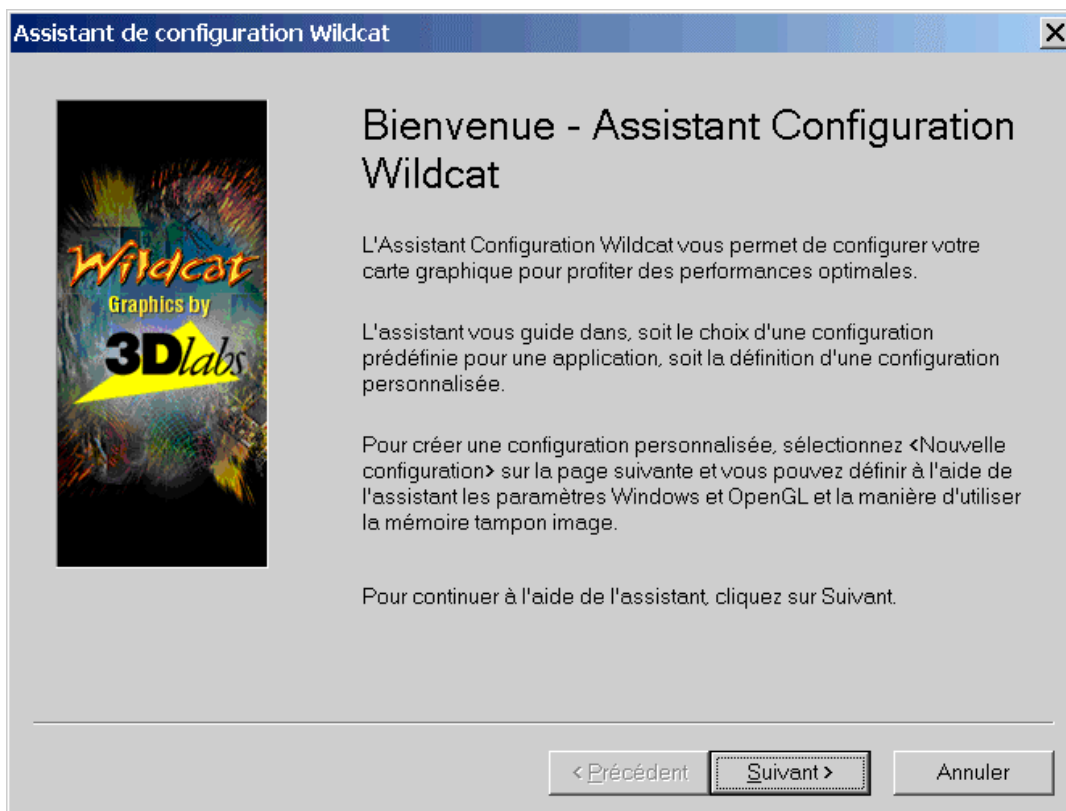 Assistant de configuration Wildcat
Bienvenue - Assistant Configuration
Wildcat
Wildcat
Graphics by
3Dlabs
L'Assistant Configuration Wildcat vous permet de configurer votre
carte graphique pour profiter des performances optimales.
L'assistant vous guide dans, soit le choix d'une configuration
prédéfinie pour une application, soit la définition d'une configuration
personnalisée.
Pour créer une configuration personnalisée, sélectionnez <Nouvelle
configuration> sur la page suivante et vous pouvez définir à l'aide de
l'assistant les paramètres Windows et OpenGL et la manière d'utiliser
la mémoire tampon image.
Pour continuer à l'aide de l'assistant, cliquez sur Suivant.
< Précédent
Suivant >
Annuler